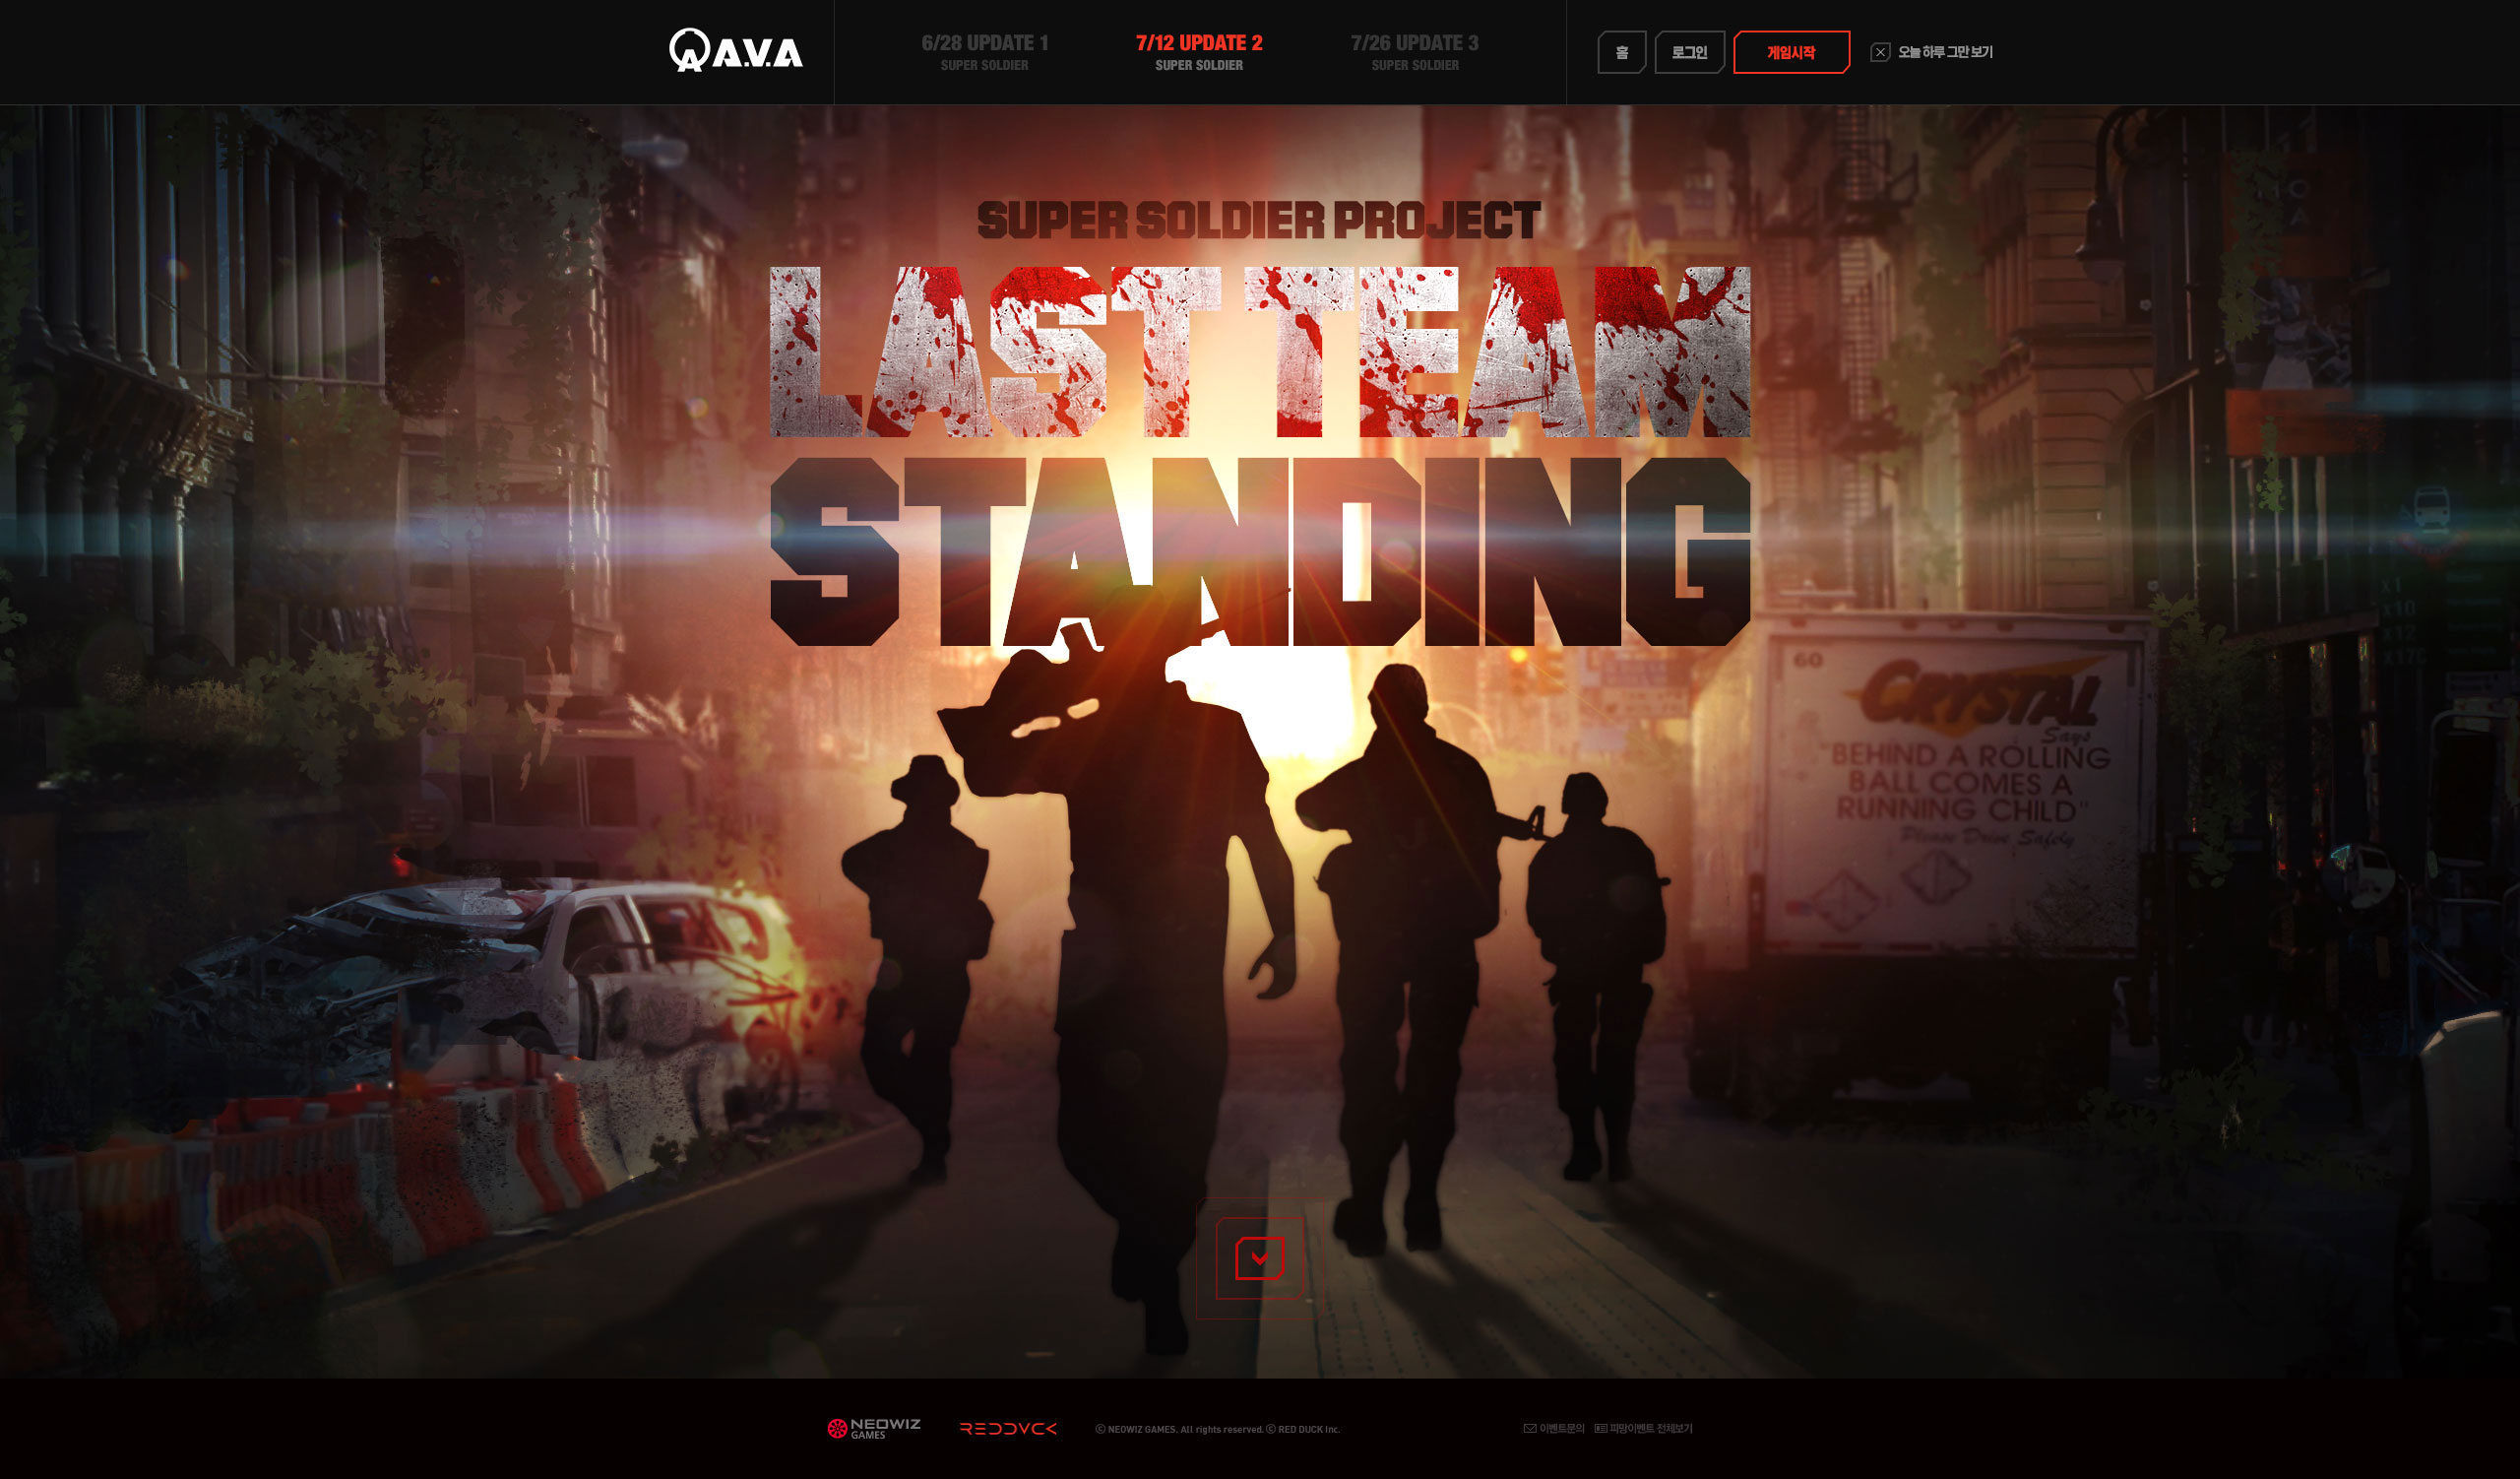 A.V.A
6/28 UPDATE 1
SUPER SOLDIER
7/12 UPDATE 2
SUPER SOLDIER
7/26 UPDATE 3
SUPER SOLDIER
홈
로그인
게임시작
오늘 하루 그만 보기
SUPER SOLDIER PROJECT
LAST TEAM
STANDING
60
CRYSTAL
Says
"BEHIND A ROLLING
BALL COMES A
RUNNING CHILD"
Please Drive Safely
x1
x10
x12
NEOWIZ
GAMES
REDDUCK
ⓒ NEOWIZ GAMES. All rights reserved. ⓒ RED DUCK Inc.
이벤트문의
피망이벤트 전체보기